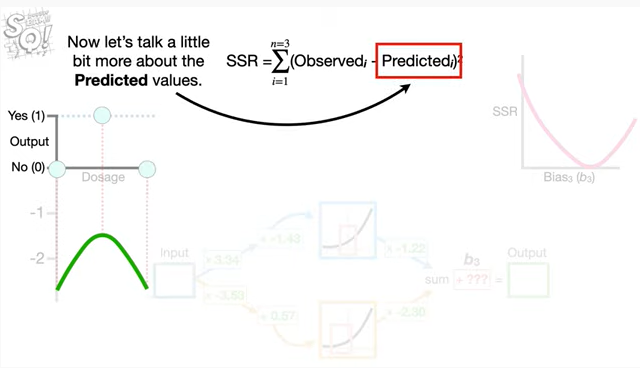 SQ!
Now let's talk a little
bit more about the
Predicted values.
n=3
SSR = ∑(Observedᵢ - Predictedᵢ)²
i=1
Yes (1)
Output
No (0)
Dosage
-1
-2
SSR
Bias₃ (b₃)
Input
x 3.34
x -1.43
x -3.53
x 0.57
x -1.22
x -2.30
b₃
sum + ??? =
Output